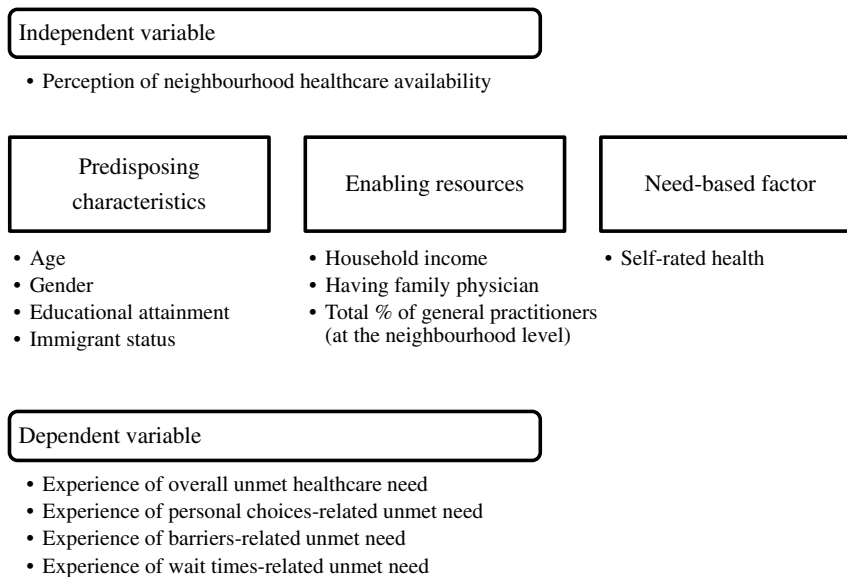 Independent variable
• Perception of neighbourhood healthcare availability
Predisposing
characteristics
• Age
• Gender
• Educational attainment
• Immigrant status
Enabling resources
• Household income
• Having family physician
• Total % of general practitioners
(at the neighbourhood level)
Need-based factor
• Self-rated health
Dependent variable
• Experience of overall unmet healthcare need
• Experience of personal choices-related unmet need
• Experience of barriers-related unmet need
• Experience of wait times-related unmet need